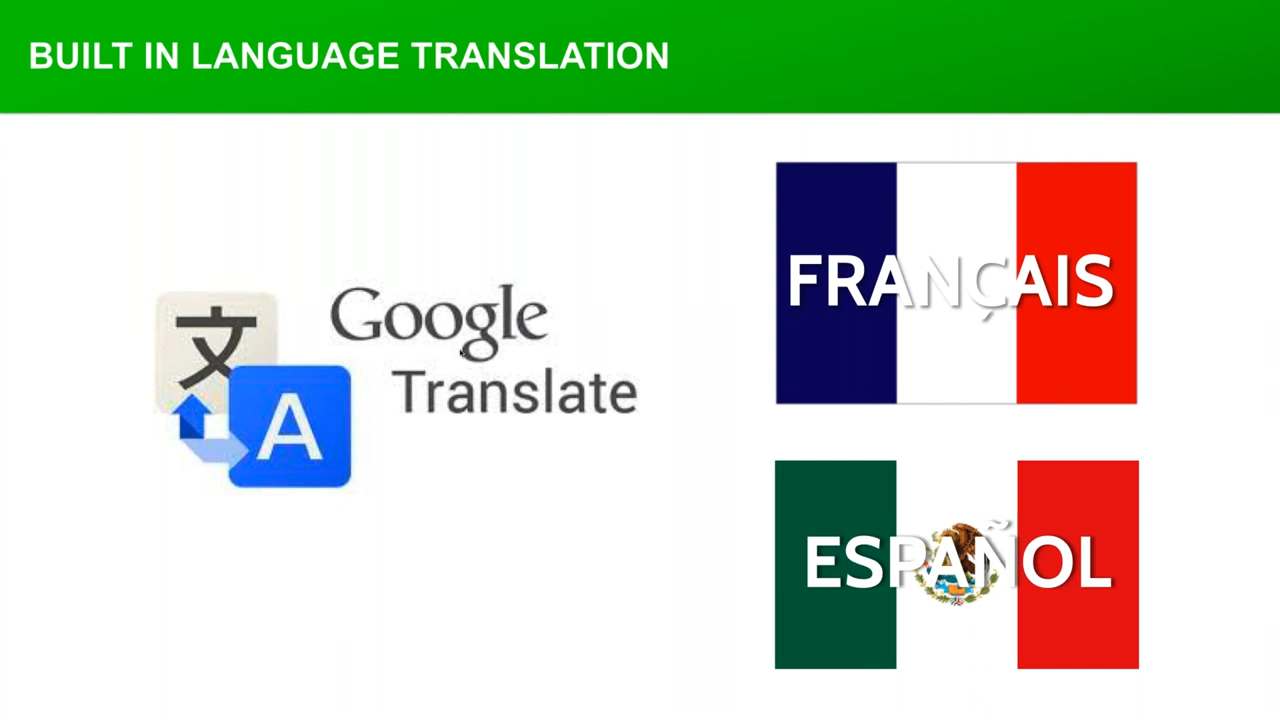 BUILT IN LANGUAGE TRANSLATION
文
A
Google
Translate
FRANÇAIS
ESPAÑOL